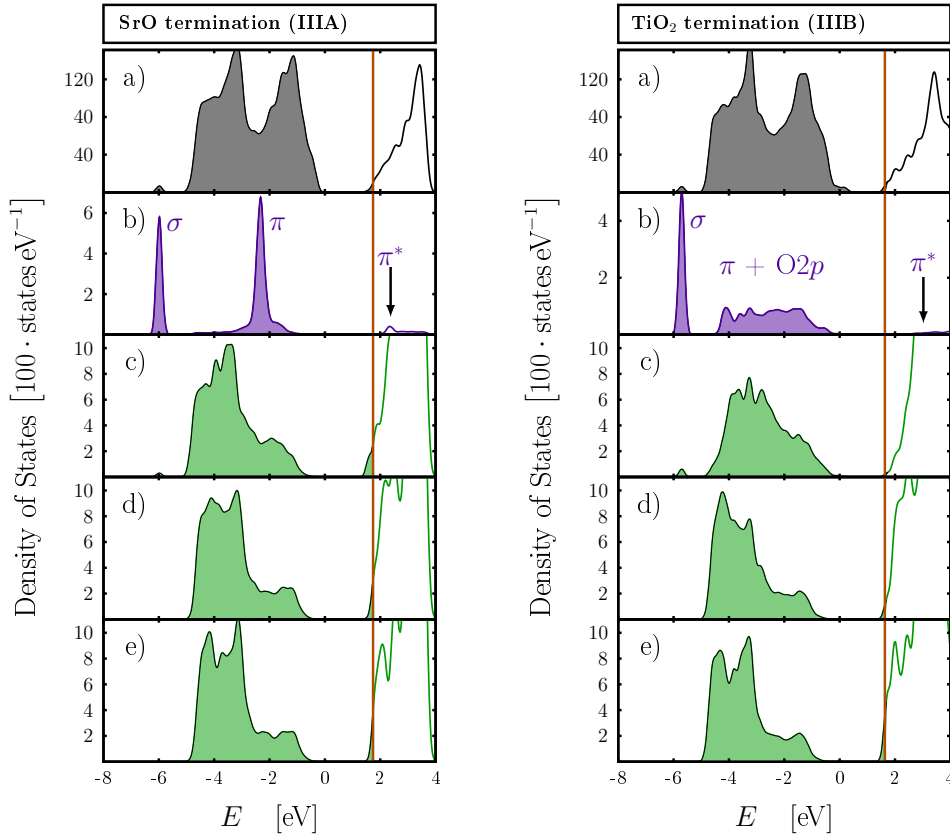 SrO termination (IIIA)
a)
120
40
40
b)
σ
π
π*
6
4
2
c)
10
8
6
4
2
d)
10
8
6
4
2
e)
10
8
6
4
2
-8 -6 -4 -2 0 2 4
E [eV]
Density of States [100 · states eV⁻¹]
TiO₂ termination (IIIB)
a)
120
40
40
b)
σ
π + O2p
π*
4
2
c)
10
8
6
4
2
d)
10
8
6
4
2
e)
10
8
6
4
2
-8 -6 -4 -2 0 2 4
E [eV]
Density of States [100 · states eV⁻¹]